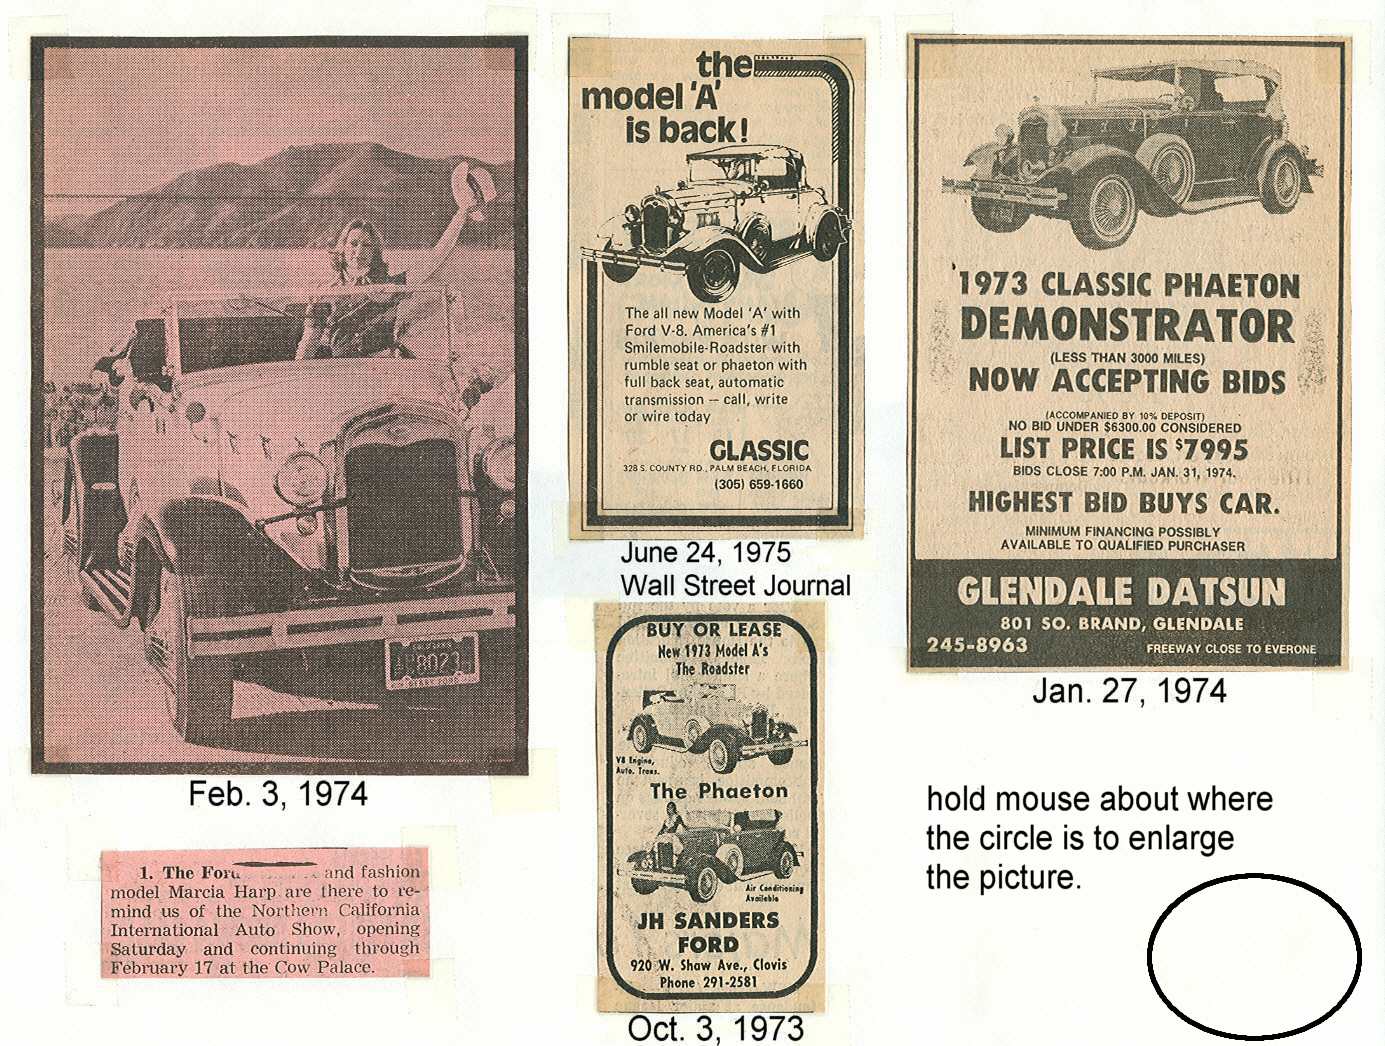 CALIFORNIA
8023
Feb. 3, 1974
1. The Ford and fashion
model Marcia Harp are there to re-
mind us of the Northern California
International Auto Show, opening
Saturday and continuing through
February 17 at the Cow Palace.
the
model 'A'
is back!
The all new Model 'A' with
Ford V-8. America's #1
Smilemobile-Roadster with
rumble seat or phaeton with
full back seat, automatic
transmission — call, write
or wire today
CLASSIC
328 S. COUNTY RD., PALM BEACH, FLORIDA
(305) 659-1660
June 24, 1975
Wall Street Journal
BUY OR LEASE
New 1973 Model A's
The Roadster
V8 Engine,
Auto. Trans.
The Phaeton
Air Conditioning
Available
JH SANDERS
FORD
920 W. Shaw Ave., Clovis
Phone 291-2581
Oct. 3, 1973
1973 CLASSIC PHAETON
DEMONSTRATOR
(LESS THAN 3000 MILES)
NOW ACCEPTING BIDS
(ACCOMPANIED BY 10% DEPOSIT)
NO BID UNDER $6300.00 CONSIDERED
LIST PRICE IS $7995
BIDS CLOSE 7:00 P.M. JAN. 31, 1974.
HIGHEST BID BUYS CAR.
MINIMUM FINANCING POSSIBLY
AVAILABLE TO QUALIFIED PURCHASER
GLENDALE DATSUN
801 SO. BRAND, GLENDALE
245-8963 FREEWAY CLOSE TO EVERONE
Jan. 27, 1974
hold mouse about where
the circle is to enlarge
the picture.